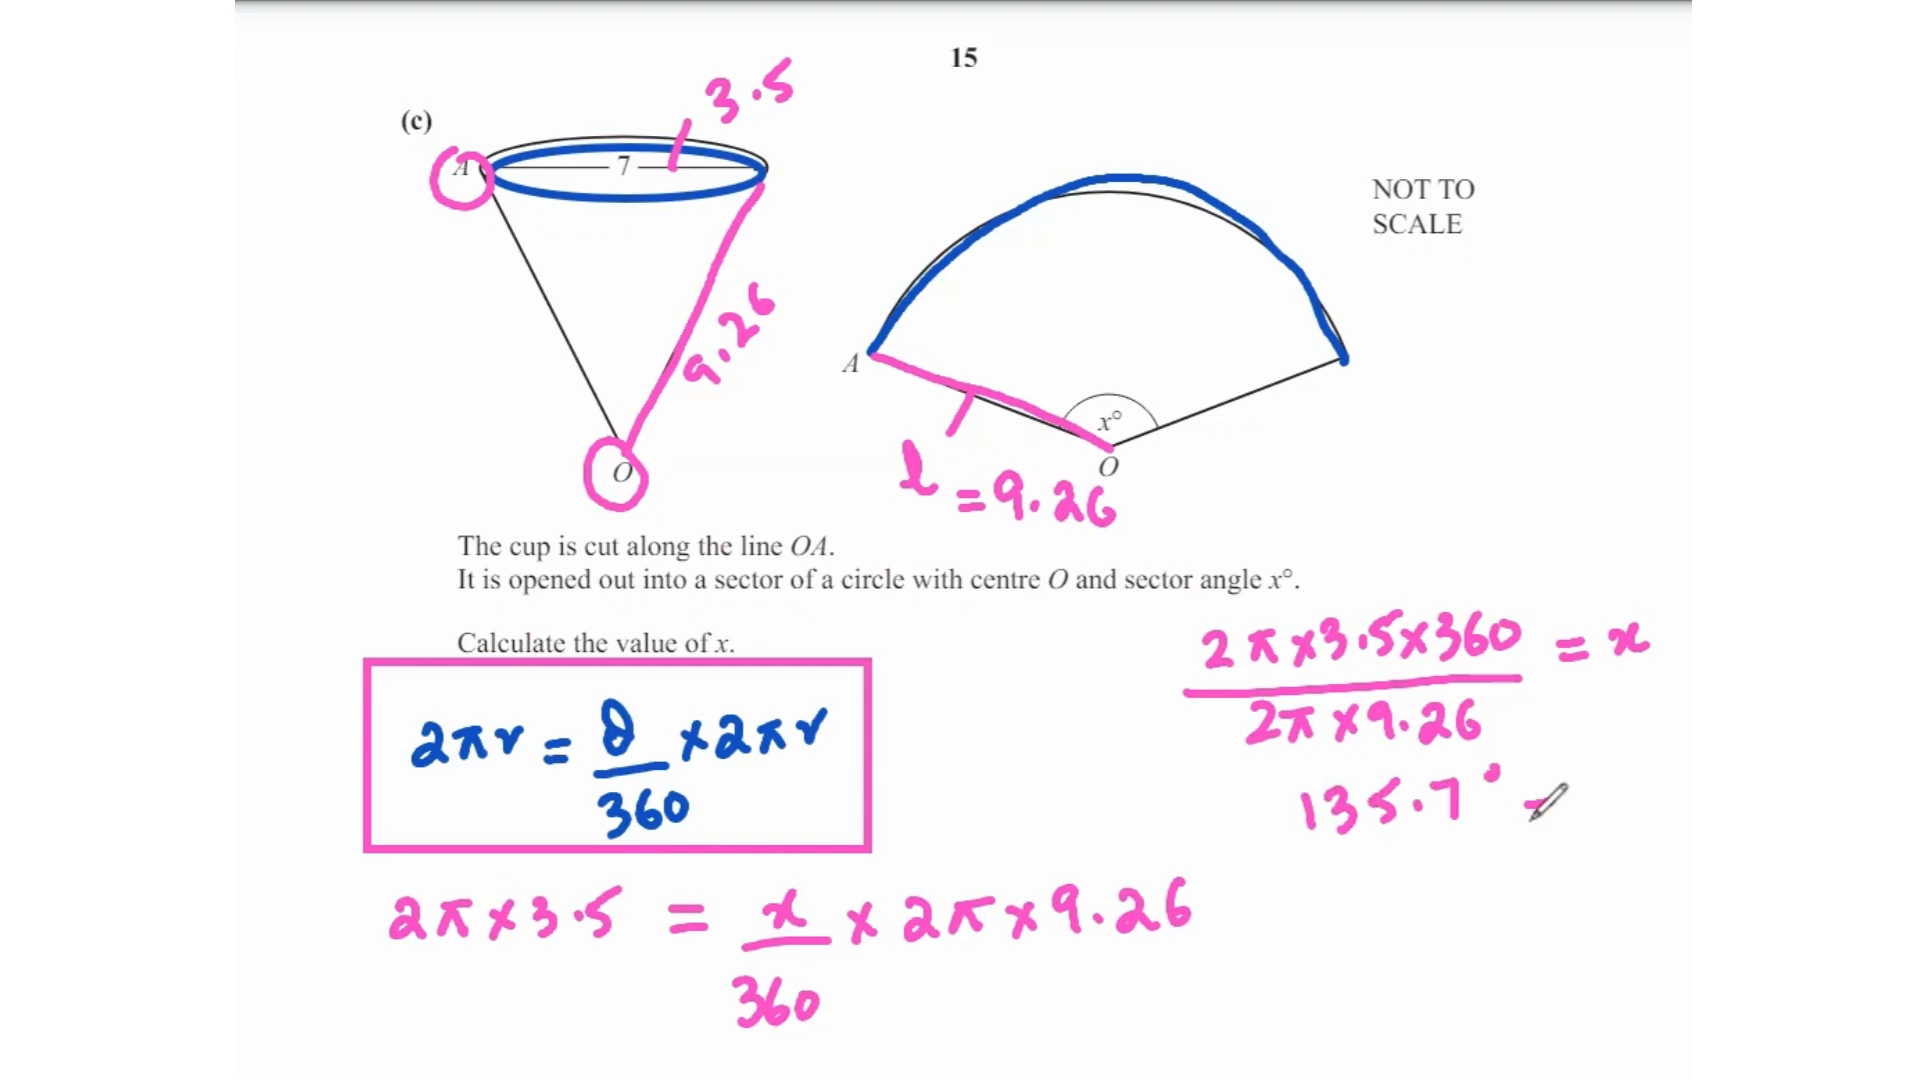 15
(c)
3.5
A
7
NOT TO
SCALE
9.26
A
x°
O
O
l = 9.26
The cup is cut along the line OA.
It is opened out into a sector of a circle with centre O and sector angle x°.
Calculate the value of x.
2π×3.5×360 = x
2π×9.26
135.7°
2πr = θ ×2πr
360
2π×3.5 = x × 2π×9.26
360